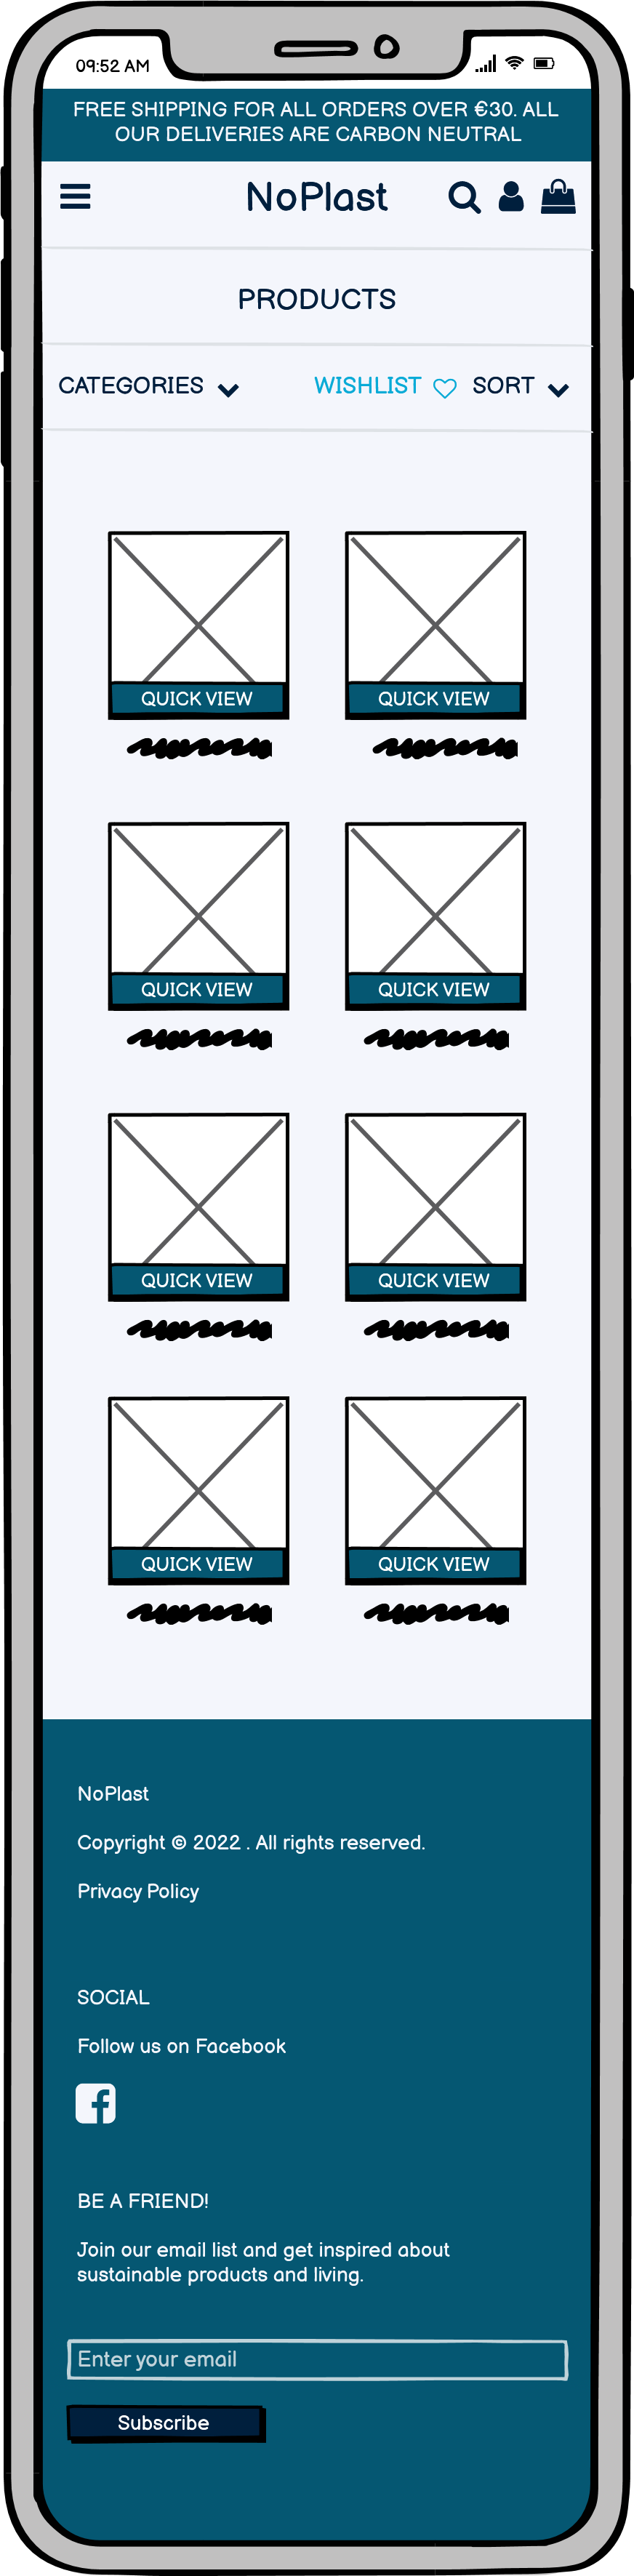 09:52 AM
FREE SHIPPING FOR ALL ORDERS OVER €30. ALL
OUR DELIVERIES ARE CARBON NEUTRAL
NoPlast
PRODUCTS
CATEGORIES WISHLIST SORT
QUICK VIEW QUICK VIEW
QUICK VIEW QUICK VIEW
QUICK VIEW QUICK VIEW
QUICK VIEW QUICK VIEW
NoPlast
Copyright © 2022 . All rights reserved.
Privacy Policy
SOCIAL
Follow us on Facebook
BE A FRIEND!
Join our email list and get inspired about
sustainable products and living.
Enter your email
Subscribe